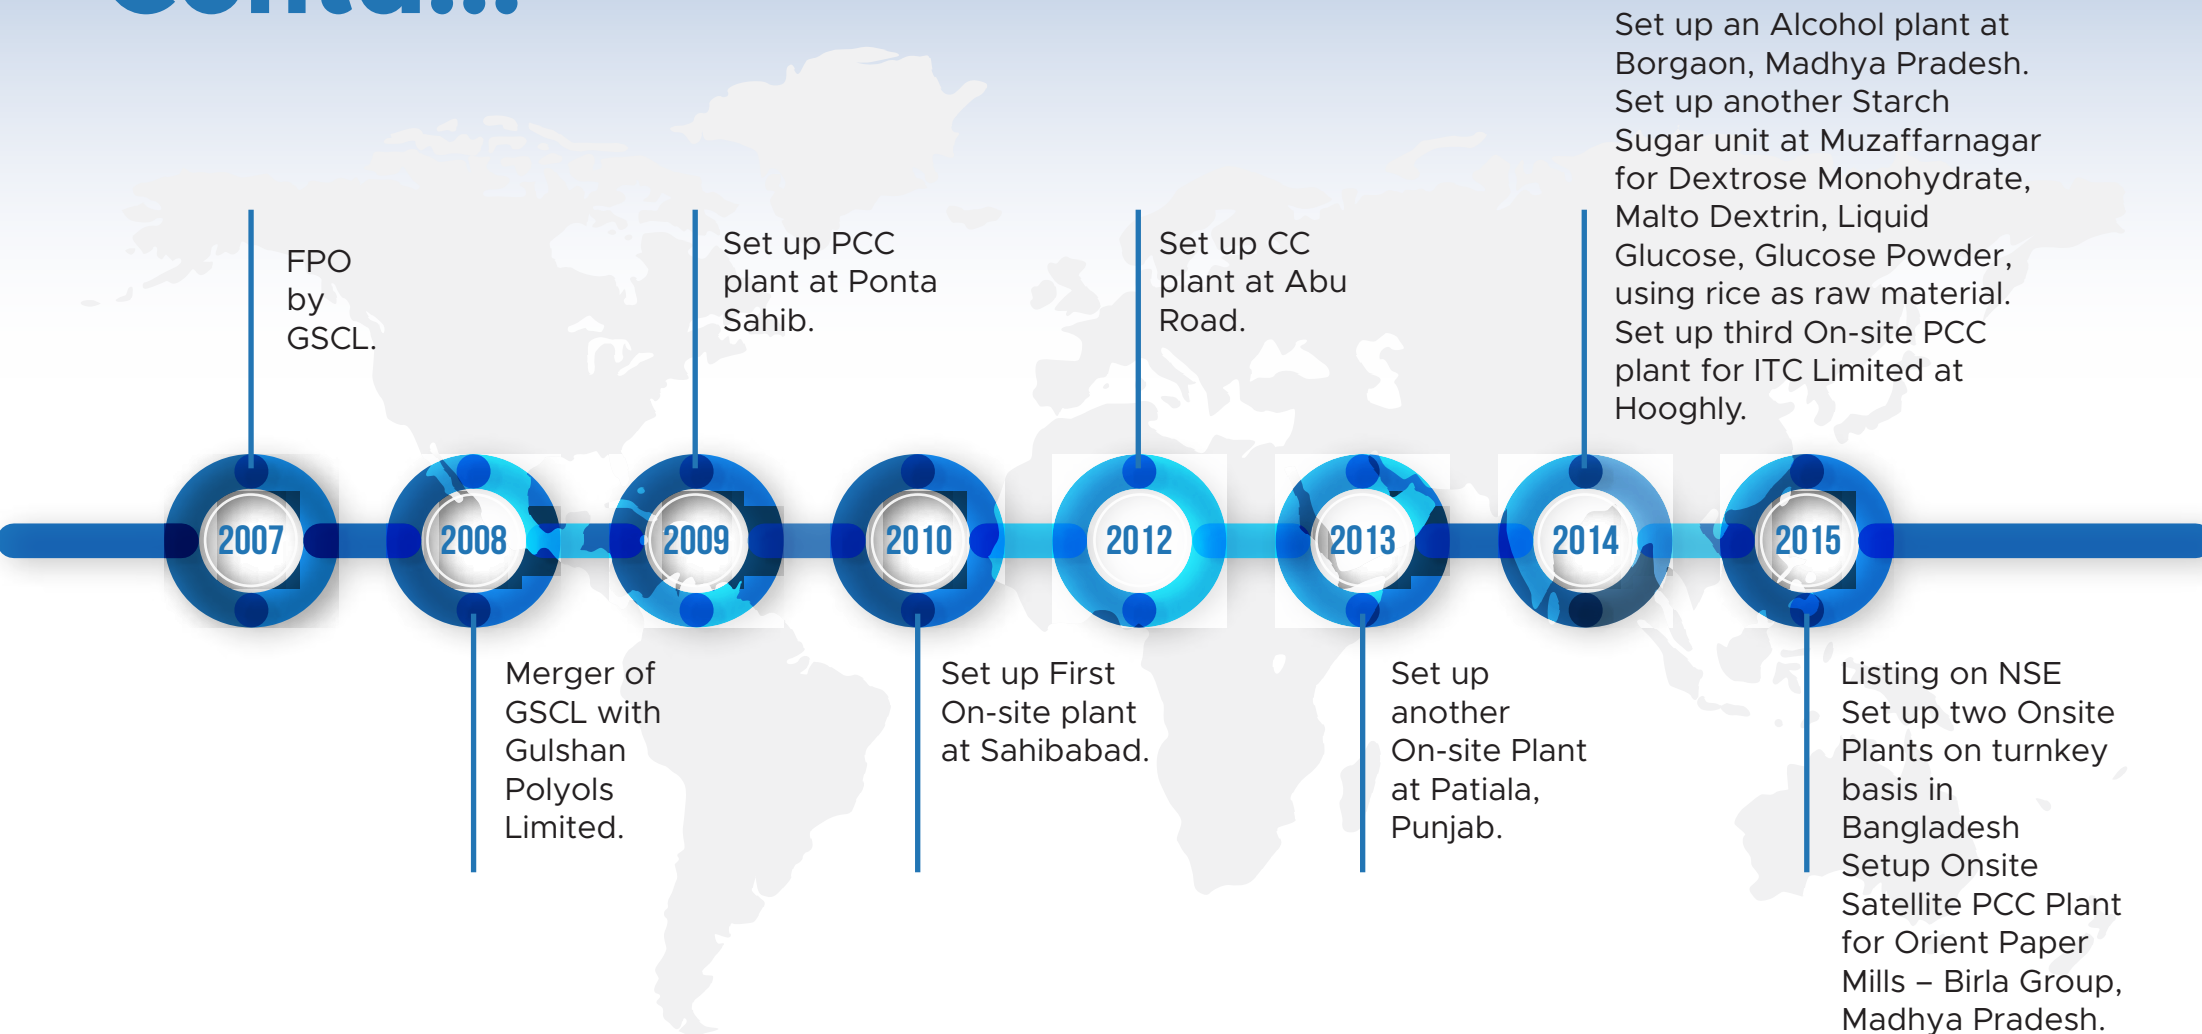 FPO
by
GSCL.
Set up PCC
plant at Ponta
Sahib.
Set up CC
plant at Abu
Road.
Set up an Alcohol plant at
Borgaon, Madhya Pradesh.
Set up another Starch
Sugar unit at Muzaffarnagar
for Dextrose Monohydrate,
Malto Dextrin, Liquid
Glucose, Glucose Powder,
using rice as raw material.
Set up third On-site PCC
plant for ITC Limited at
Hooghly.
2007
2008
2009
2010
2012
2013
2014
2015
Merger of
GSCL with
Gulshan
Polyols
Limited.
Set up First
On-site plant
at Sahibabad.
Set up
another
On-site Plant
at Patiala,
Punjab.
Listing on NSE
Set up two Onsite
Plants on turnkey
basis in
Bangladesh
Setup Onsite
Satellite PCC Plant
for Orient Paper
Mills – Birla Group,
Madhya Pradesh.